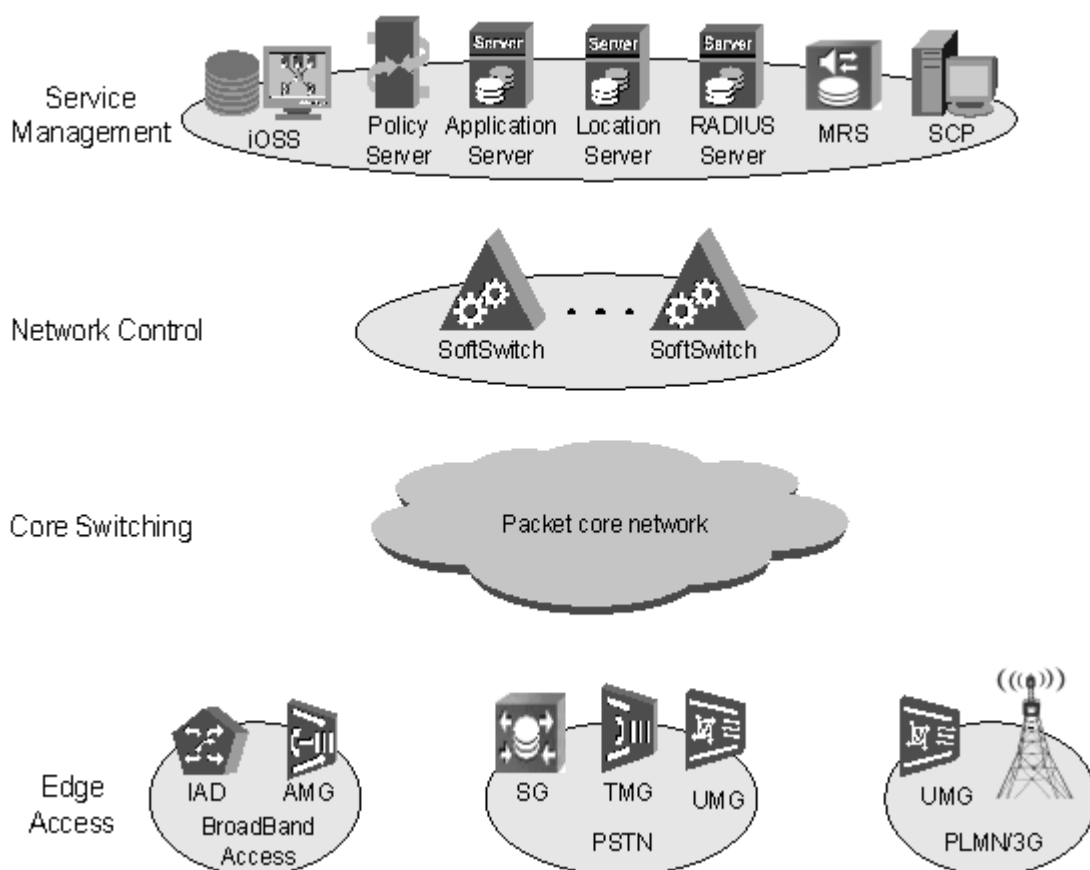 Server
Server
Server
Service
Management
iOSS
Policy
Server
Application
Server
Location
Server
RADIUS
Server
MRS
SCP
Network Control
SoftSwitch
. . .
SoftSwitch
Core Switching
Packet core network
Edge
Access
IAD
AMG
BroadBand
Access
SG
TMG
UMG
PSTN
UMG
PLMN/3G